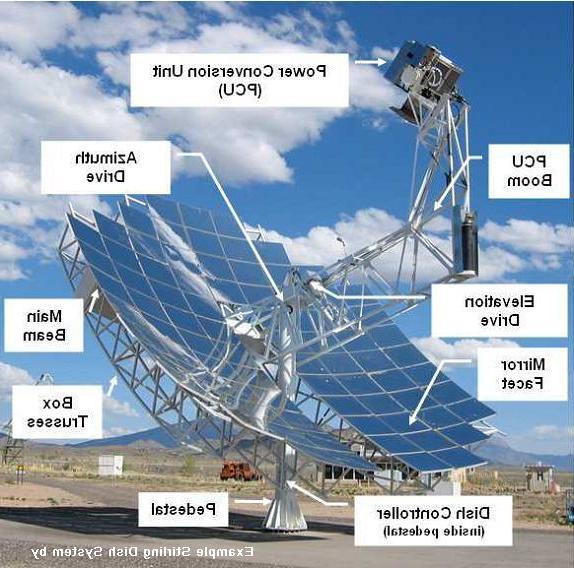 Power Conversion Unit
(PCU)
Azimuth
Drive
PCU
Boom
Main
Beam
Elevation
Drive
Mirror
Facet
Box
Trusses
Pedestal
Dish Controller
(inside pedestal)
Example Stirling Dish System by